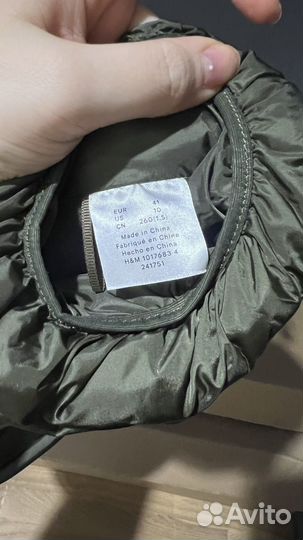 EUR 41
US 10
CN 260(1.5)
Made in China
Fabriqué en Chine
Hecho en China
H&M 1017683 4
241751
Avito